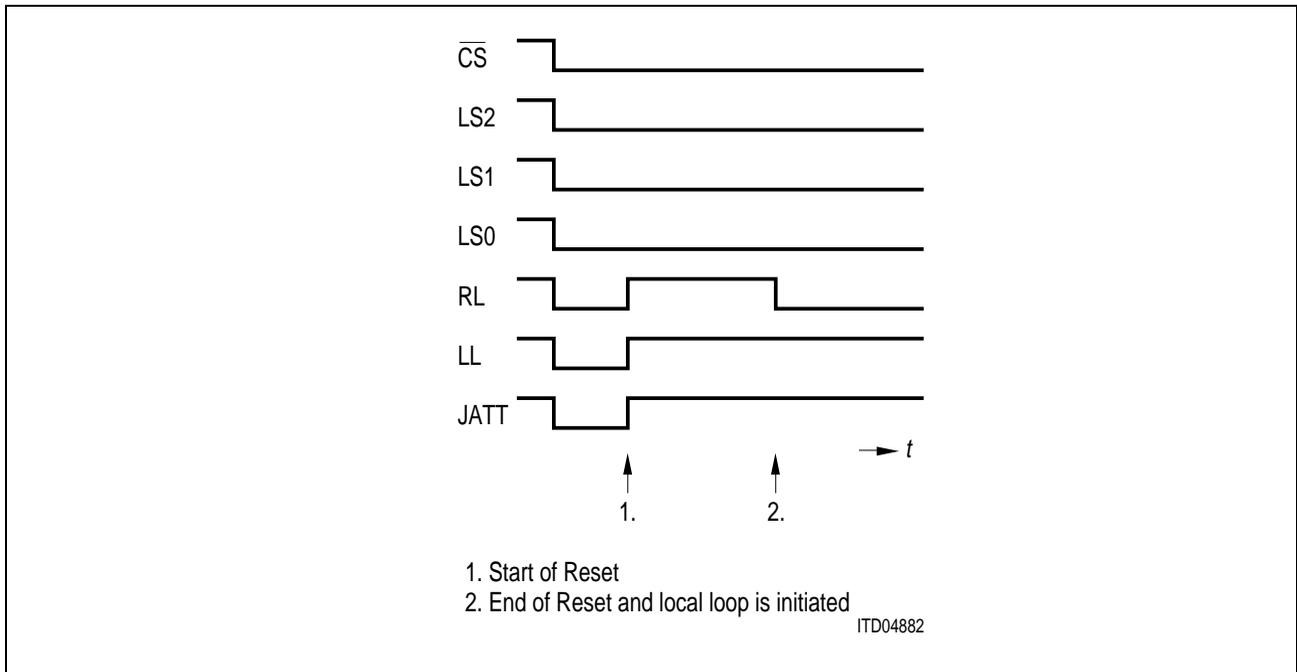 CS
LS2
LS1
LS0
RL
LL
JATT
t
1. 2.
1. Start of Reset
2. End of Reset and local loop is initiated
ITD04882